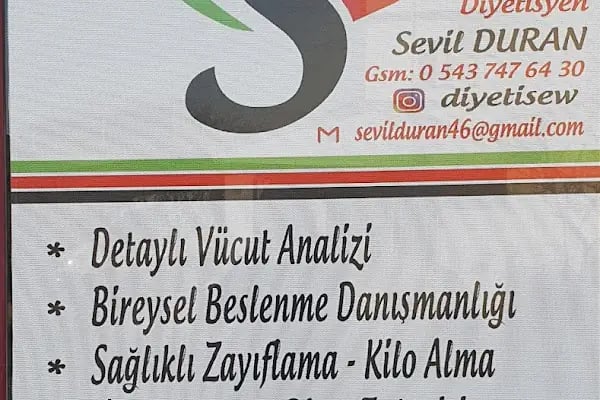 Diyetisyen
Sevil DURAN
Gsm: 0 543 747 64 30
diyetisew
sevilduran46@gmail.com
* Detaylı Vücut Analizi
* Bireysel Beslenme Danışmanlığı
* Sağlıklı Zayıflama - Kilo Alma